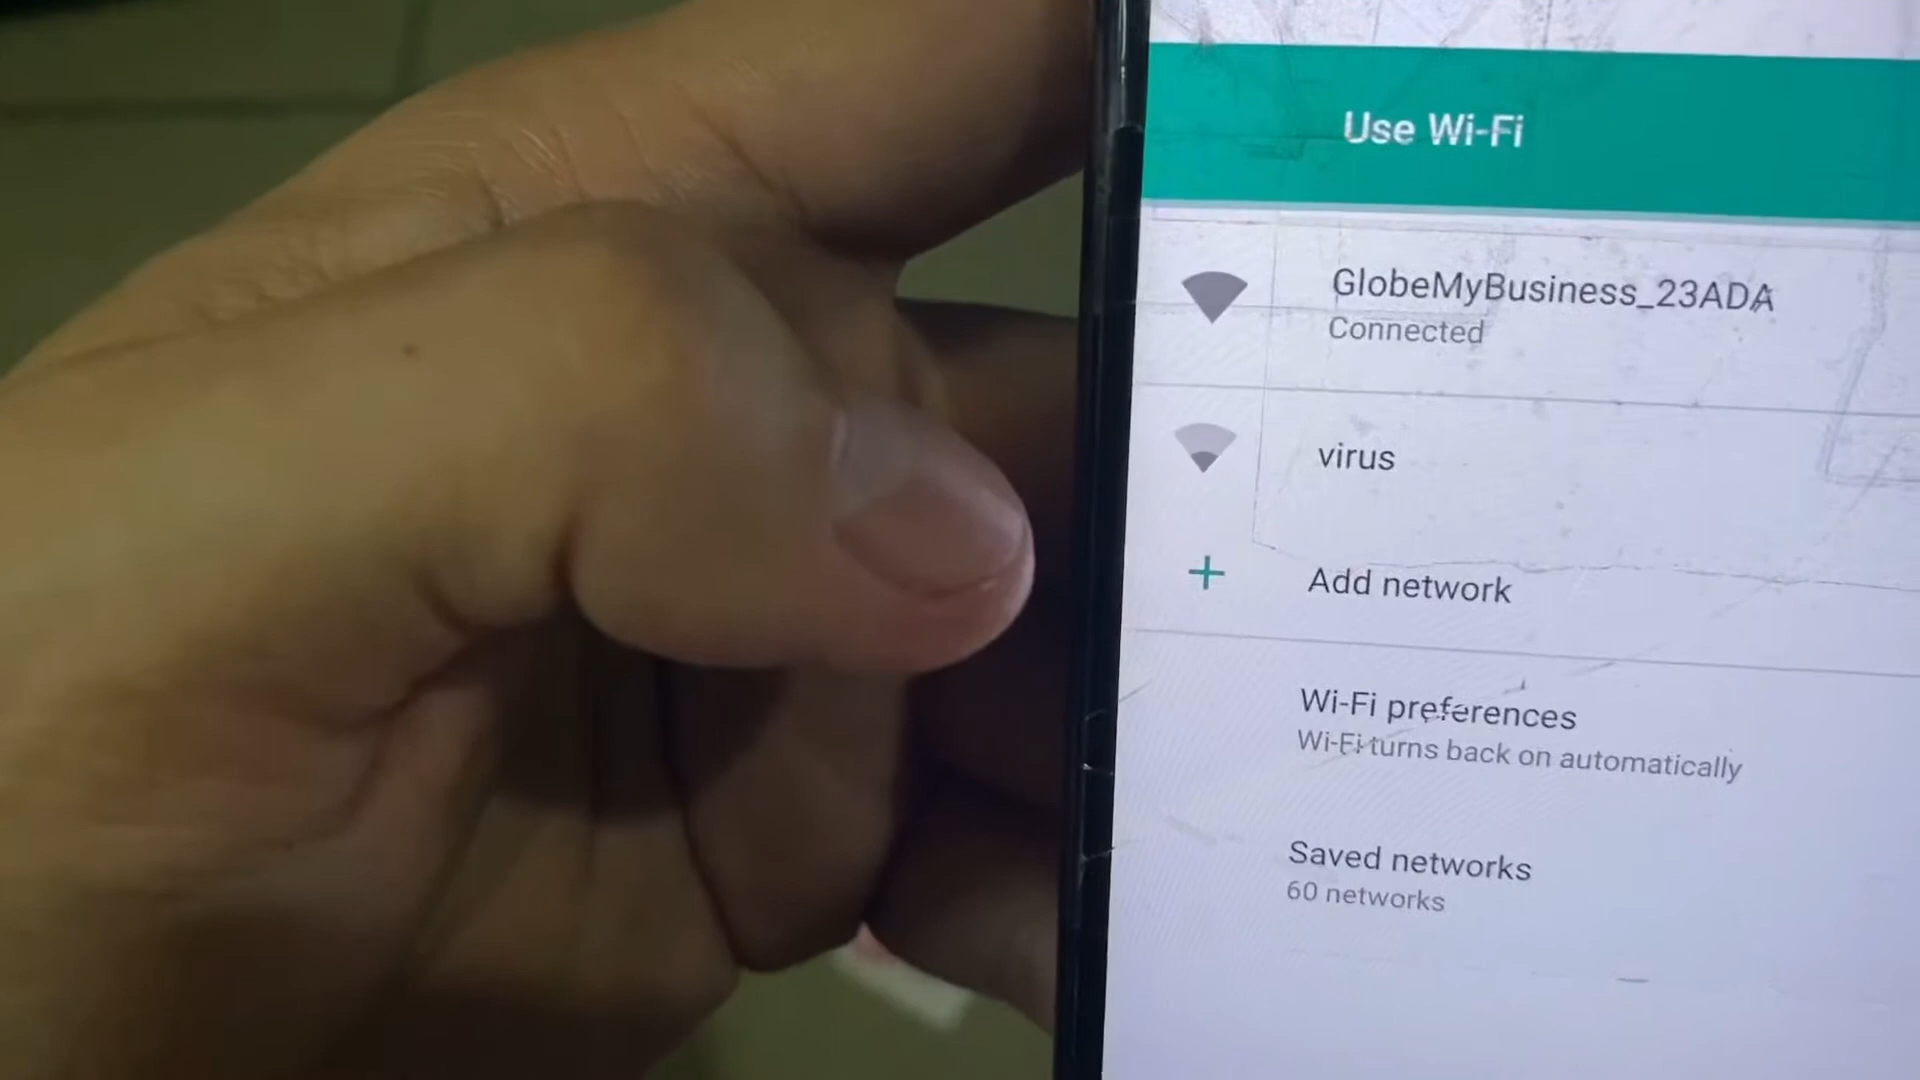 Use Wi-Fi
GlobeMyBusiness_23ADA
Connected
virus
Add network
Wi-Fi preferences
Wi-Fi turns back on automatically
Saved networks
60 networks